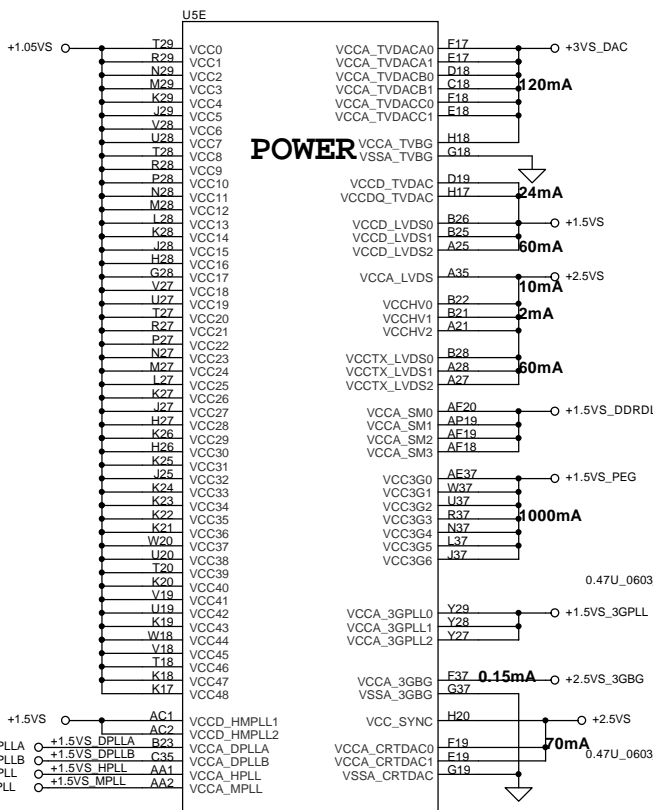 U5E
+1.05VS
T29 VCC0
R29 VCC1
N29 VCC2
M29 VCC3
K29 VCC4
J29 VCC5
V28 VCC6
U28 VCC7
T28 VCC8
R28 VCC9
P28 VCC10
N28 VCC11
M28 VCC12
L28 VCC13
K28 VCC14
J28 VCC15
H28 VCC16
G28 VCC17
V27 VCC18
U27 VCC19
T27 VCC20
R27 VCC21
P27 VCC22
N27 VCC23
M27 VCC24
L27 VCC25
K27 VCC26
J27 VCC27
H27 VCC28
K26 VCC29
H26 VCC30
K25 VCC31
J25 VCC32
K24 VCC33
K23 VCC34
K22 VCC35
K21 VCC36
W20 VCC37
U20 VCC38
T20 VCC39
K20 VCC40
V19 VCC41
U19 VCC42
K19 VCC43
W18 VCC44
V18 VCC45
T18 VCC46
K18 VCC47
K17 VCC48
+1.5VS
AC1 VCCD_HMPLL1
AC2 VCCD_HMPLL2
PLLA +1.5VS_DPLLA B23 VCCA_DPLLA
PLLB +1.5VS_DPLLB C35 VCCA_DPLLB
PLL +1.5VS_HPLL AA1 VCCA_HPLL
PLL +1.5VS_MPLL AA2 VCCA_MPLL
POWER
VCCA_TVDACA0 F17 +3VS_DAC
VCCA_TVDACA1 E17
VCCA_TVDACB0 D18
VCCA_TVDACB1 C18 120mA
VCCA_TVDACC0 F18
VCCA_TVDACC1 E18
VCCA_TVBG H18
VSSA_TVBG G18
VCCD_TVDAC D19
VCCDQ_TVDAC H17 24mA
VCCD_LVDS0 B26 +1.5VS
VCCD_LVDS1 B25
VCCD_LVDS2 A25 60mA
VCCA_LVDS A35 +2.5VS
10mA
VCCHV0 B22
VCCHV1 B21 2mA
VCCHV2 A21
VCCTX_LVDS0 B28
VCCTX_LVDS1 A28 60mA
VCCTX_LVDS2 A27
VCCA_SM0 AF20 +1.5VS_DDRDL
VCCA_SM1 AP19
VCCA_SM2 AF19
VCCA_SM3 AF18
VCC3G0 AE37 +1.5VS_PEG
VCC3G1 W37
VCC3G2 U37
VCC3G3 R37 1000mA
VCC3G4 N37
VCC3G5 L37
VCC3G6 J37
0.47U_0603
VCCA_3GPLL0 Y29 +1.5VS_3GPLL
VCCA_3GPLL1 Y28
VCCA_3GPLL2 Y27
VCCA_3GBG F37 0.15mA +2.5VS_3GBG
VSSA_3GBG G37
VCC_SYNC H20 +2.5VS
VCCA_CRTDAC0 F19 70mA
VCCA_CRTDAC1 E19 0.47U_0603
VSSA_CRTDAC G19